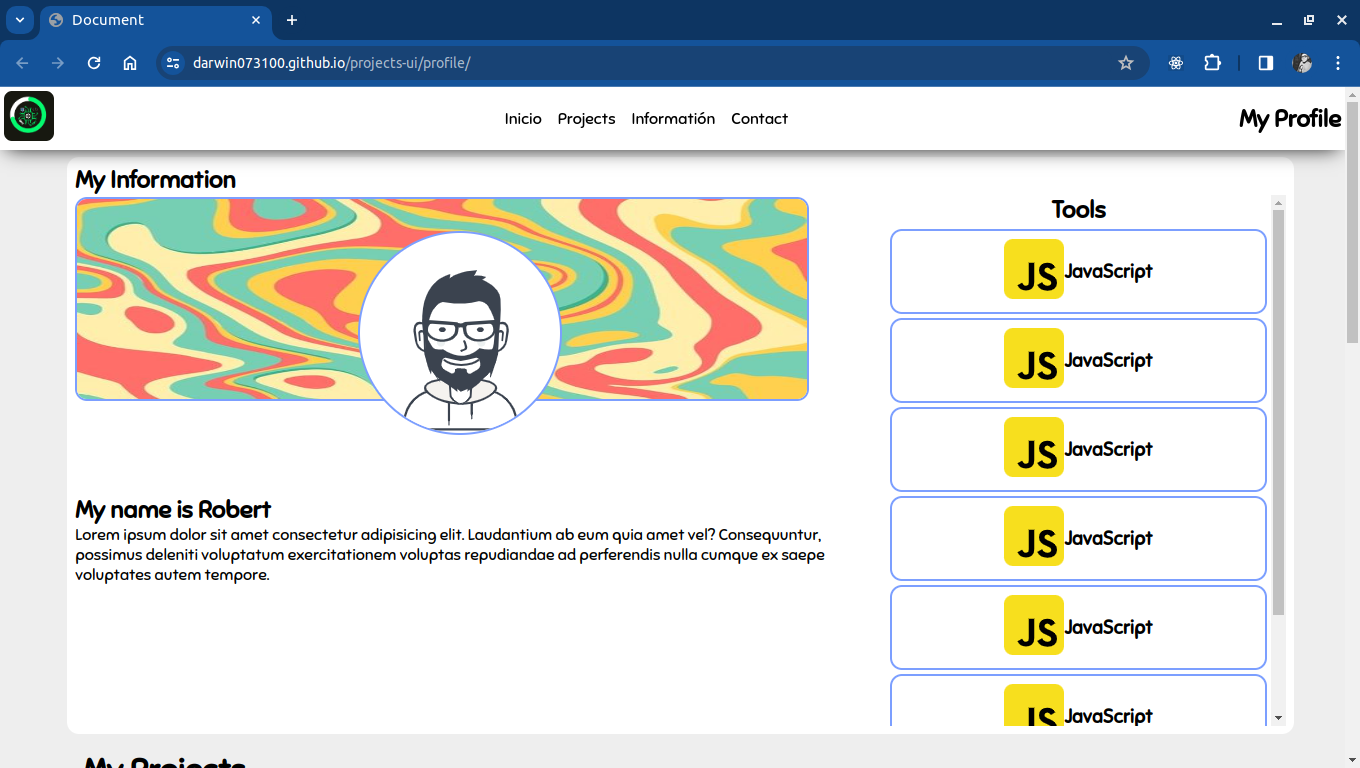 Document
darwin073100.github.io/projects-ui/profile/
Inicio Projects Informatión Contact
My Profile
My Information
My name is Robert
Lorem ipsum dolor sit amet consectetur adipisicing elit. Laudantium ab eum quia amet vel? Consequuntur,
possimus deleniti voluptatum exercitationem voluptas repudiandae ad perferendis nulla cumque ex saepe
voluptates autem tempore.
Tools
JS JavaScript
JS JavaScript
JS JavaScript
JS JavaScript
JS JavaScript
JS JavaScript
My Projects